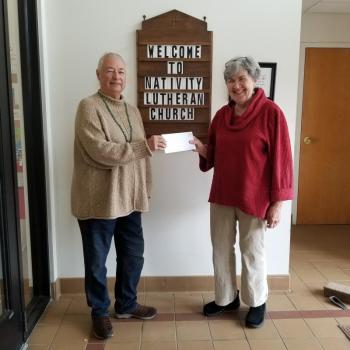 WELCOME
TO
NATIVITY
LUTHERAN
CHURCH